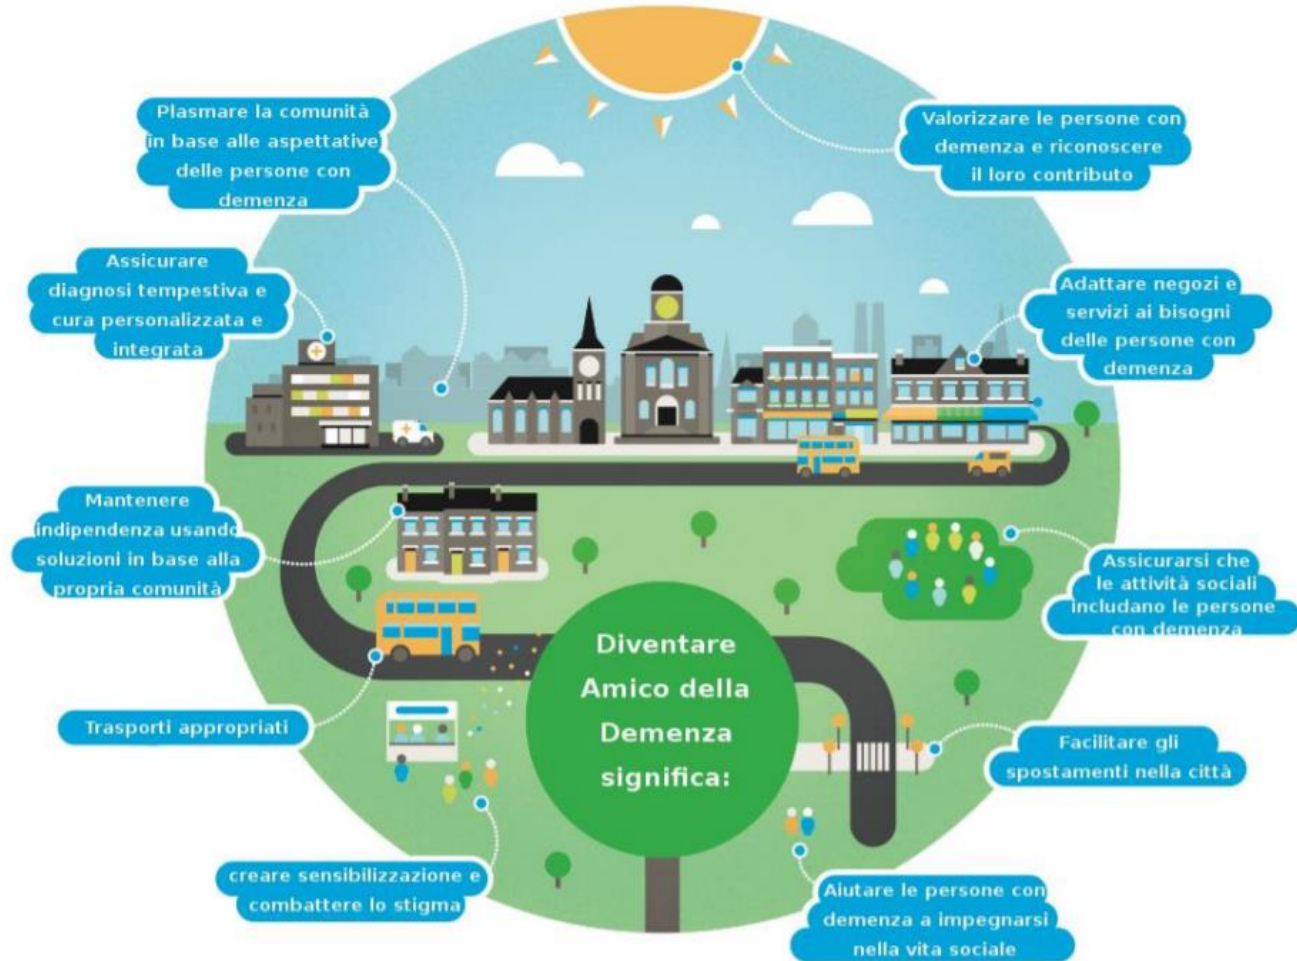 Plasmare la comunità
in base alle aspettative
delle persone con
demenza
Valorizzare le persone con
demenza e riconoscere
il loro contributo
Assicurare
diagnosi tempestiva e
cura personalizzata e
integrata
Adattare negozi e
servizi ai bisogni
delle persone con
demenza
Mantenere
indipendenza usando
soluzioni in base alla
propria comunità
Assicurarsi che
le attività sociali
includano le persone
con demenza
Diventare
Amico della
Demenza
significa:
Trasporti appropriati
Facilitare gli
spostamenti nella città
creare sensibilizzazione e
combattere lo stigma
Aiutare le persone con
demenza a impegnarsi
nella vita sociale